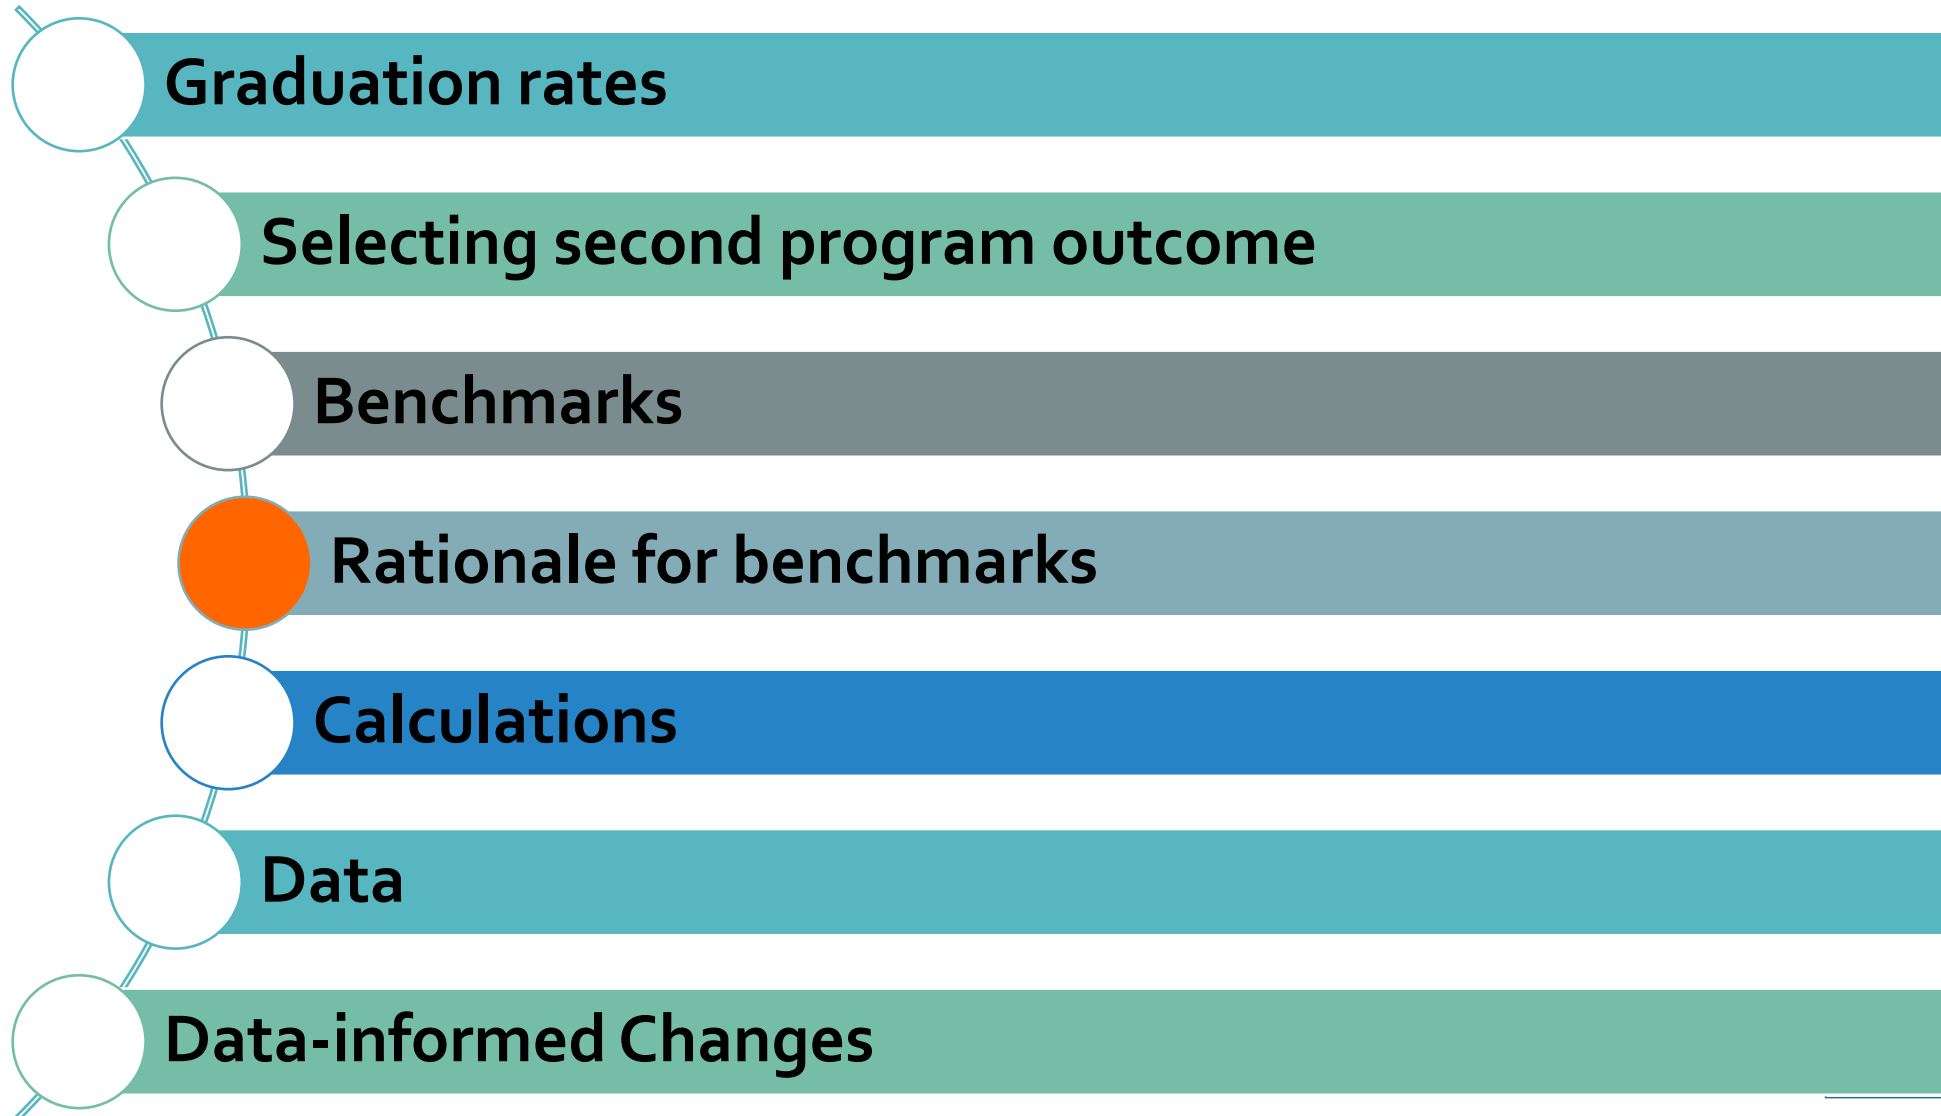 Graduation rates
Selecting second program outcome
Benchmarks
Rationale for benchmarks
Calculations
Data
Data-informed Changes